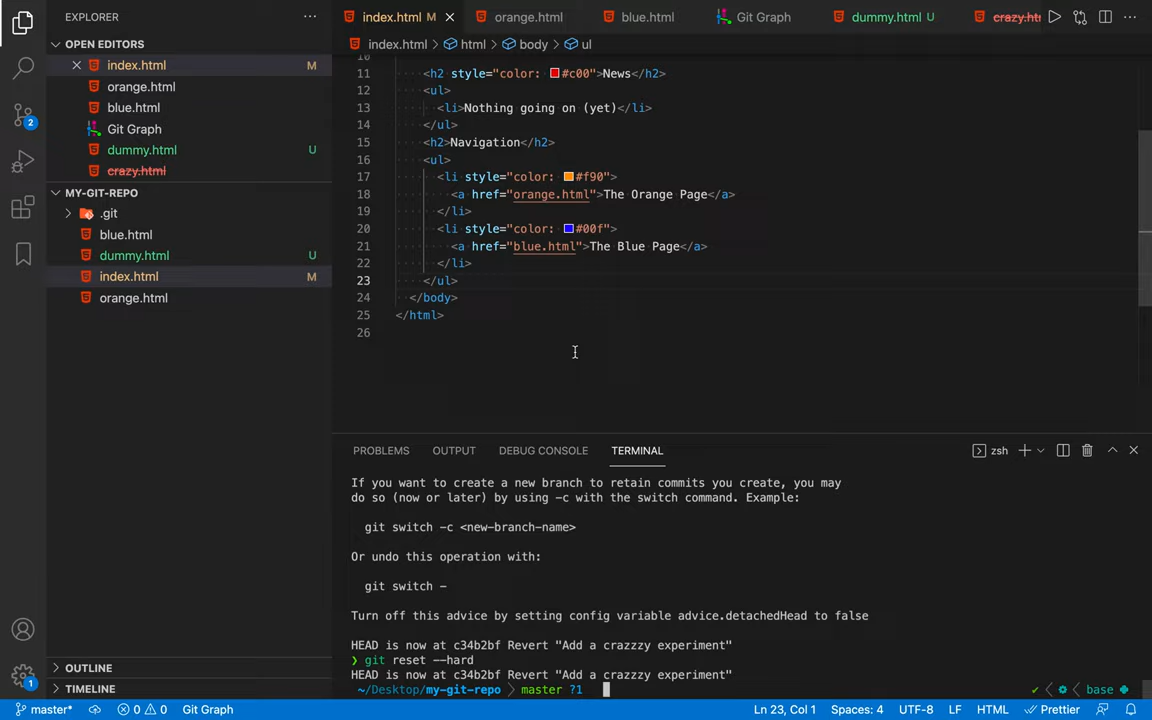 EXPLORER
index.html M
orange.html
blue.html
Git Graph
dummy.html U
crazy.ht
OPEN EDITORS
index.html > html > body > ul
index.html M
orange.html
blue.html
Git Graph
dummy.html U
crazy.html
MY-GIT-REPO
.git
blue.html
dummy.html U
index.html M
orange.html
OUTLINE
TIMELINE
11 <h2 style="color: #c00">News</h2>
12 <ul>
13 <li>Nothing going on (yet)</li>
14 </ul>
15 <h2>Navigation</h2>
16 <ul>
17 <li style="color: #f90">
18 <a href="orange.html">The Orange Page</a>
19 </li>
20 <li style="color: #00f">
21 <a href="blue.html">The Blue Page</a>
22 </li>
23 </ul>
24 </body>
25 </html>
26
PROBLEMS OUTPUT DEBUG CONSOLE TERMINAL zsh
If you want to create a new branch to retain commits you create, you may
do so (now or later) by using -c with the switch command. Example:
git switch -c <new-branch-name>
Or undo this operation with:
git switch -
Turn off this advice by setting config variable advice.detachedHead to false
HEAD is now at c34b2bf Revert "Add a crazzzy experiment"
❯ git reset --hard
HEAD is now at c34b2bf Revert "Add a crazzzy experiment"
~/Desktop/my-git-repo master ?1 base
2
1
master* 0 0 Git Graph Ln 23, Col 1 Spaces: 4 UTF-8 LF HTML Prettier